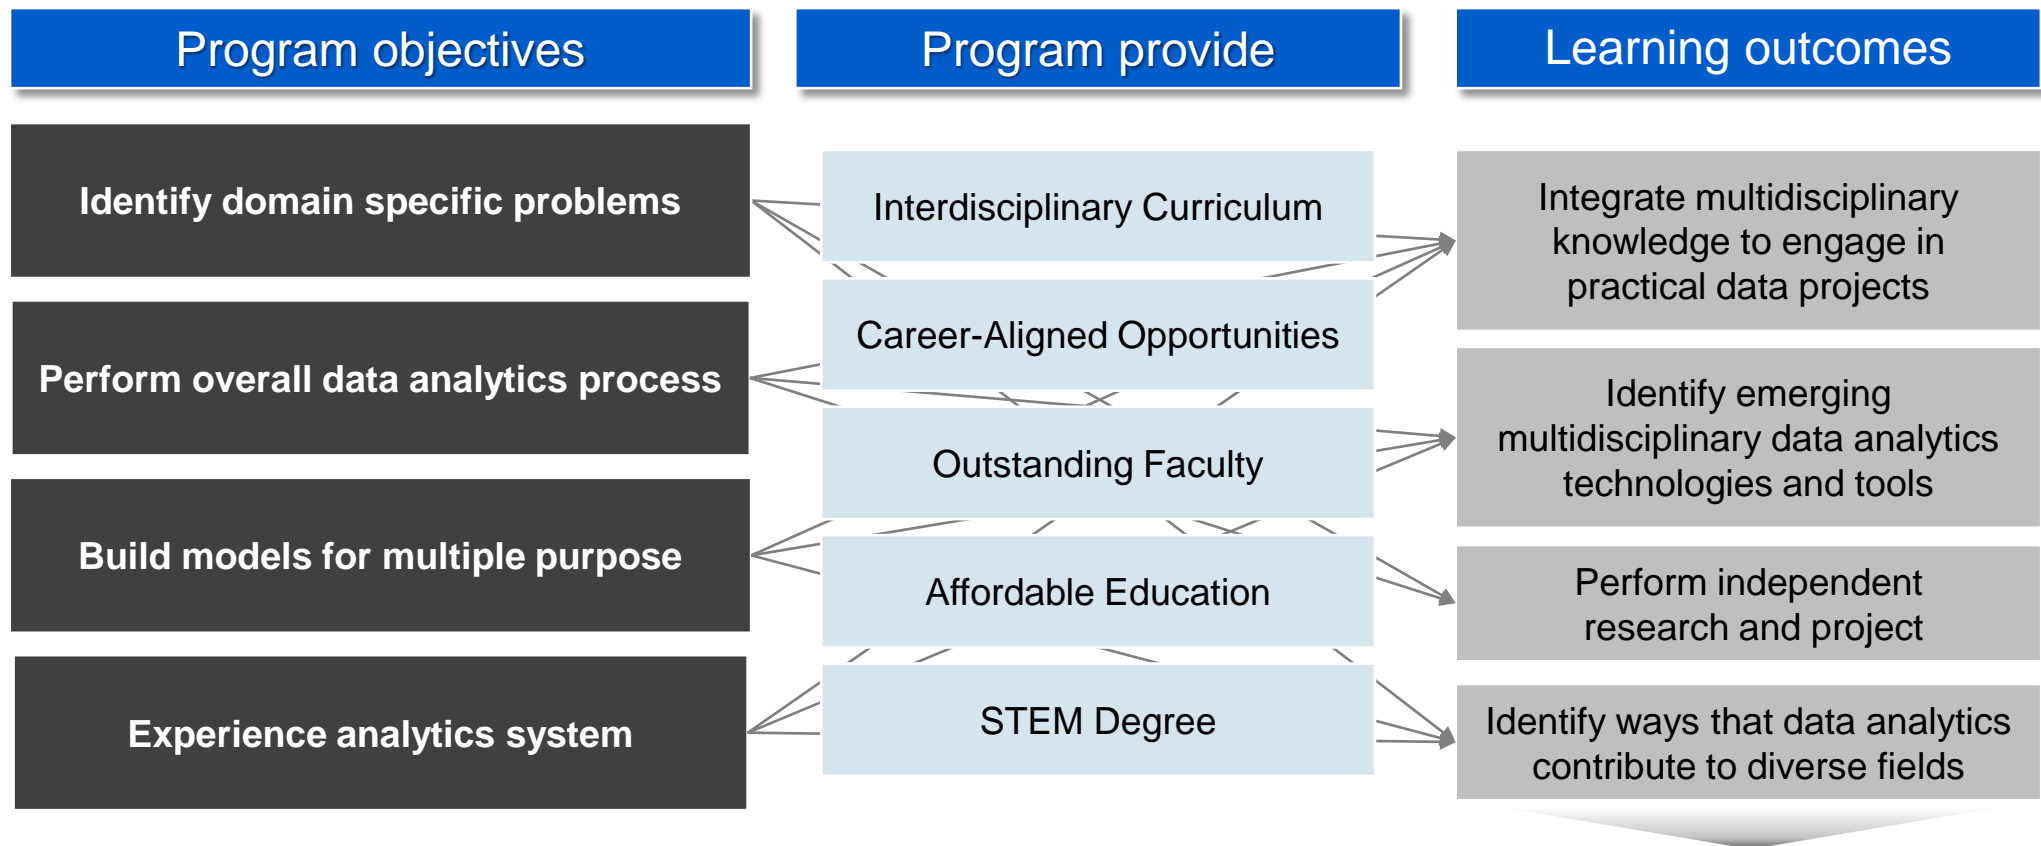 Program objectives
Program provide
Learning outcomes
Identify domain specific problems
Perform overall data analytics process
Build models for multiple purpose
Experience analytics system
Interdisciplinary Curriculum
Career-Aligned Opportunities
Outstanding Faculty
Affordable Education
STEM Degree
Integrate multidisciplinary
knowledge to engage in
practical data projects
Identify emerging
multidisciplinary data analytics
technologies and tools
Perform independent
research and project
Identify ways that data analytics
contribute to diverse fields